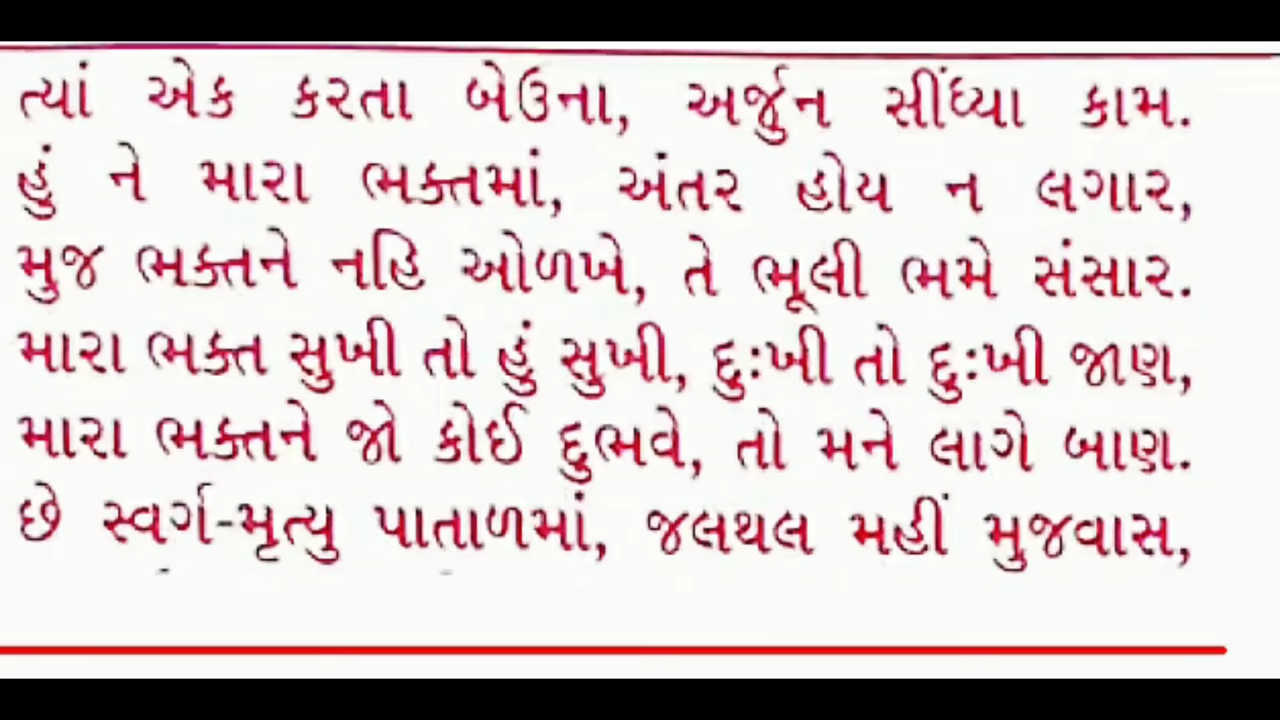 ત્યાં એક કરતા બેઉના, અર્જુન સીંધ્યા કામ.
હું ને મારા ભક્તમાં, અંતર હોય ન લગાર,
મુજ ભક્તને નહિ ઓળખે, તે ભૂલી ભમે સંસાર.
મારા ભક્ત સુખી તો હું સુખી, દુઃખી તો દુઃખી જાણ,
મારા ભક્તને જો કોઈ દુભવે, તો મને લાગે બાણ.
છે સ્વર્ગ-મૃત્યુ પાતાળમાં, જલથલ મહીં મુજવાસ,